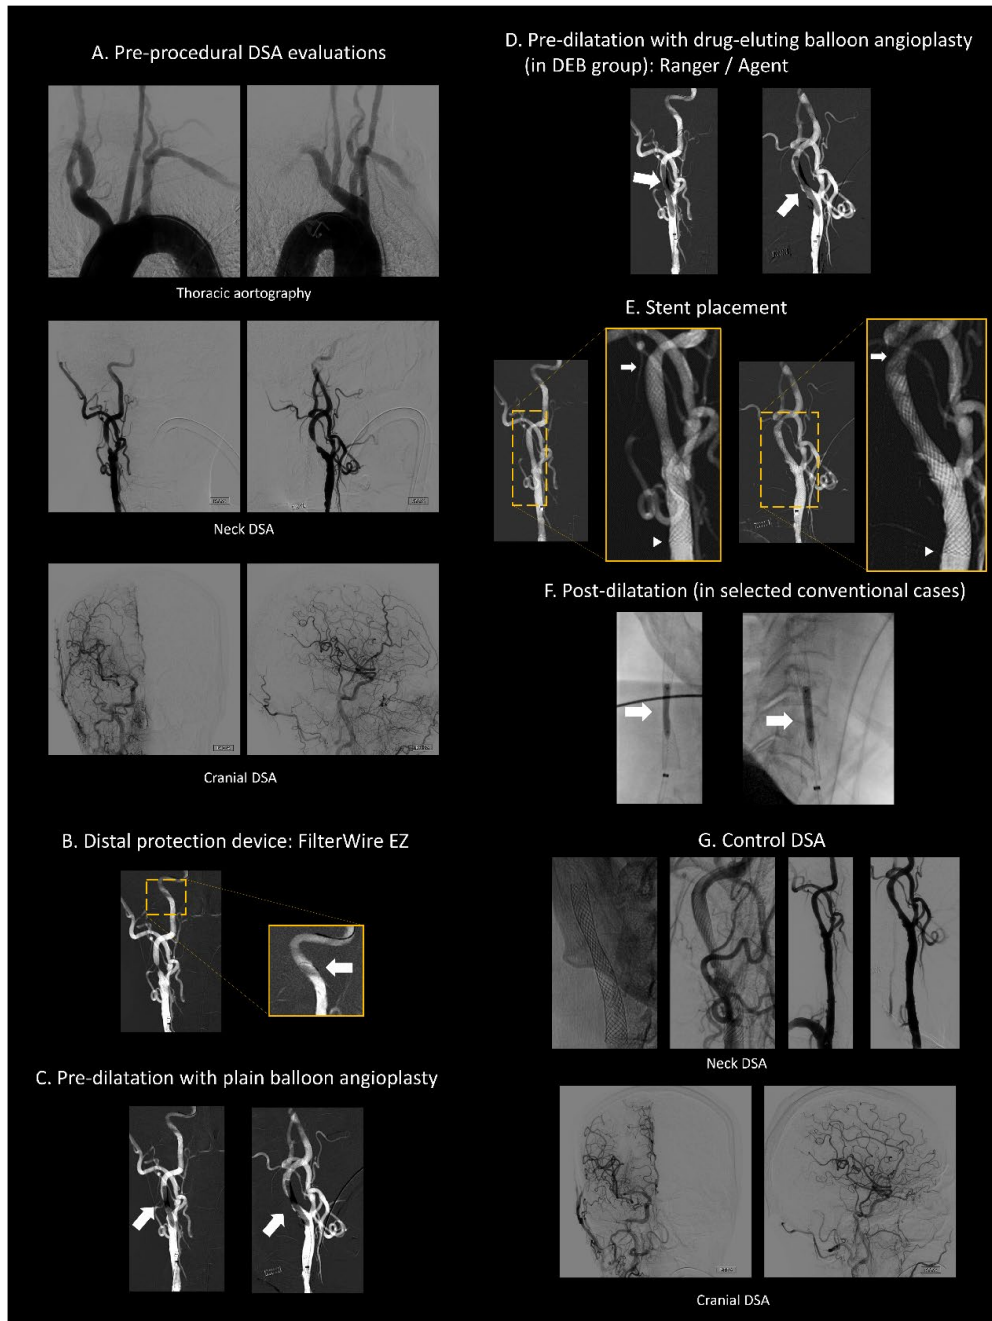 A. Pre-procedural DSA evaluations
Thoracic aortography
Neck DSA
Cranial DSA
B. Distal protection device: FilterWire EZ
C. Pre-dilatation with plain balloon angioplasty
D. Pre-dilatation with drug-eluting balloon angioplasty
(in DEB group): Ranger / Agent
E. Stent placement
F. Post-dilatation (in selected conventional cases)
G. Control DSA
Neck DSA
Cranial DSA